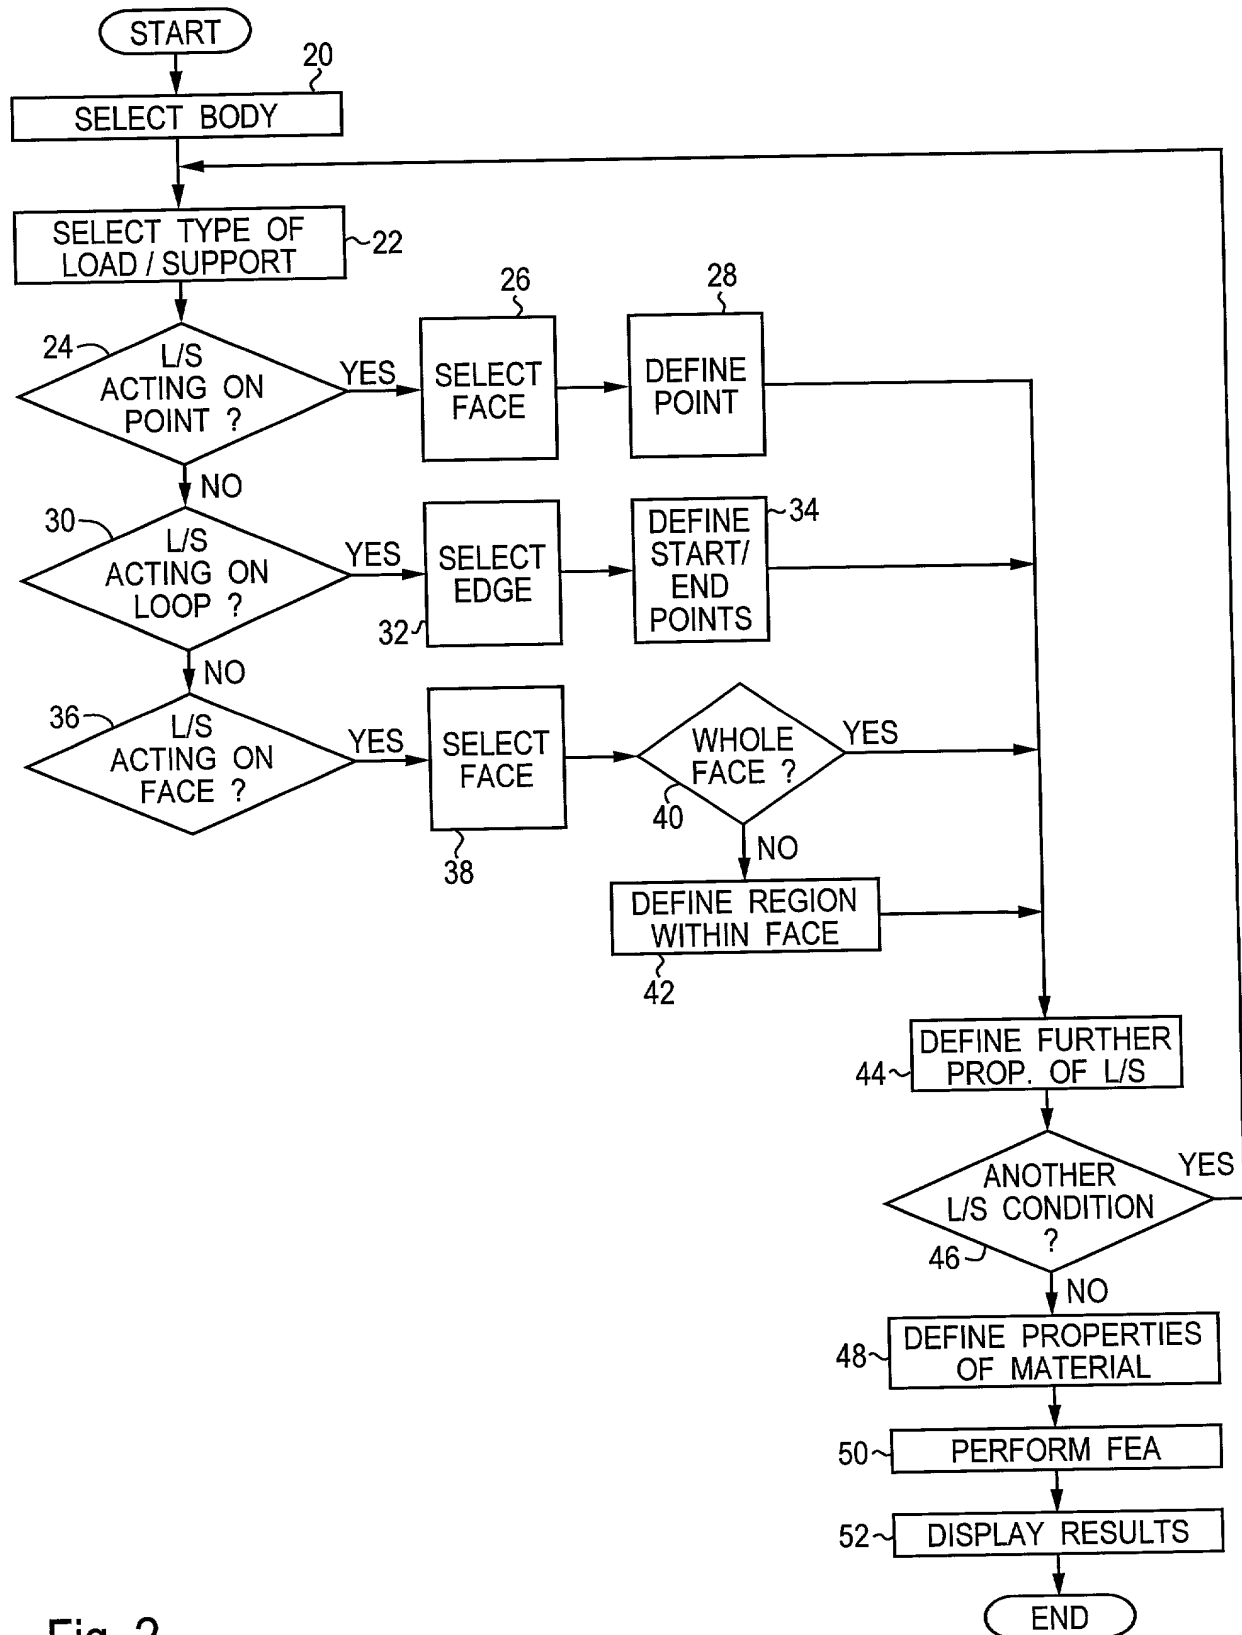 START
20
SELECT BODY
SELECT TYPE OF
LOAD / SUPPORT
22
24
L/S
ACTING ON
POINT ?
YES
26
SELECT
FACE
28
DEFINE
POINT
NO
30
L/S
ACTING ON
LOOP ?
YES
32
SELECT
EDGE
34
DEFINE
START/
END
POINTS
NO
36
L/S
ACTING ON
FACE ?
YES
SELECT
FACE
38
WHOLE
FACE ?
40
YES
NO
DEFINE REGION
WITHIN FACE
42
44
DEFINE FURTHER
PROP. OF L/S
ANOTHER
L/S CONDITION
?
46
YES
NO
48
DEFINE PROPERTIES
OF MATERIAL
50
PERFORM FEA
52
DISPLAY RESULTS
END
Fig. 2